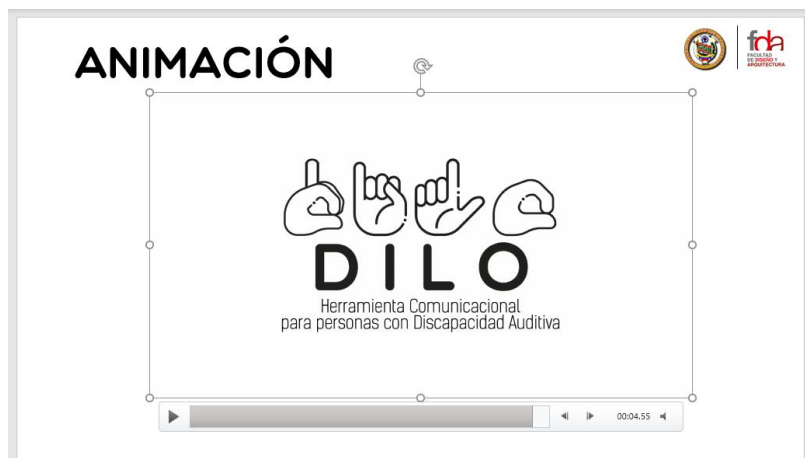 ANIMACIÓN
fda
FACULTAD
DE DISEÑO Y
ARQUITECTURA
DILO
Herramienta Comunicacional
para personas con Discapacidad Auditiva
00:04.55